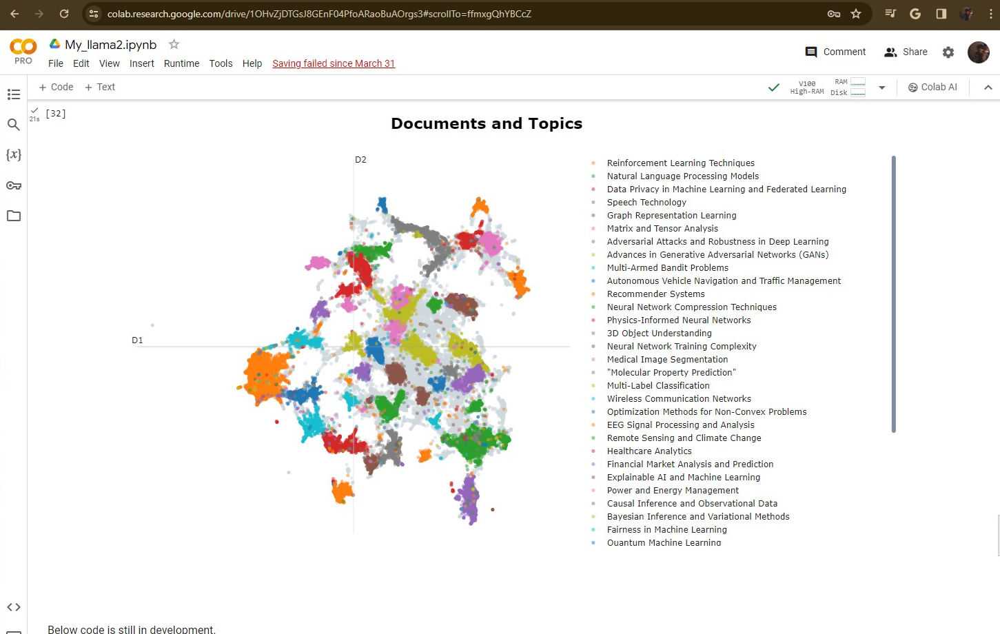 colab.research.google.com/drive/1OHvZjDTGsJ8GEnF04PfoARaoBuAOrgs3#scrollTo=ffmxgQhYBCcZ
PRO
My_llama2.ipynb
Comment
Share
File Edit View Insert Runtime Tools Help Saving failed since March 31
+ Code + Text
V100
High-RAM
RAM
Disk
Colab AI
[32]
21s
{x}
Documents and Topics
D2
D1
Reinforcement Learning Techniques
Natural Language Processing Models
Data Privacy in Machine Learning and Federated Learning
Speech Technology
Graph Representation Learning
Matrix and Tensor Analysis
Adversarial Attacks and Robustness in Deep Learning
Advances in Generative Adversarial Networks (GANs)
Multi-Armed Bandit Problems
Autonomous Vehicle Navigation and Traffic Management
Recommender Systems
Neural Network Compression Techniques
Physics-Informed Neural Networks
3D Object Understanding
Neural Network Training Complexity
Medical Image Segmentation
"Molecular Property Prediction"
Multi-Label Classification
Wireless Communication Networks
Optimization Methods for Non-Convex Problems
EEG Signal Processing and Analysis
Remote Sensing and Climate Change
Healthcare Analytics
Financial Market Analysis and Prediction
Explainable AI and Machine Learning
Power and Energy Management
Causal Inference and Observational Data
Bayesian Inference and Variational Methods
Fairness in Machine Learning
Quantum Machine Learning
Below code is still in development.